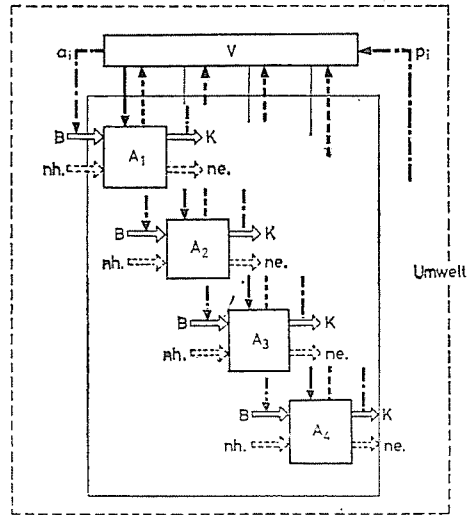 aᵢ V pᵢ
B A₁ K
nh. ne.
B A₂ K
nh. ne.
Umwelt
B A₃ K
nh. ne.
B A₄ K
nh. ne.